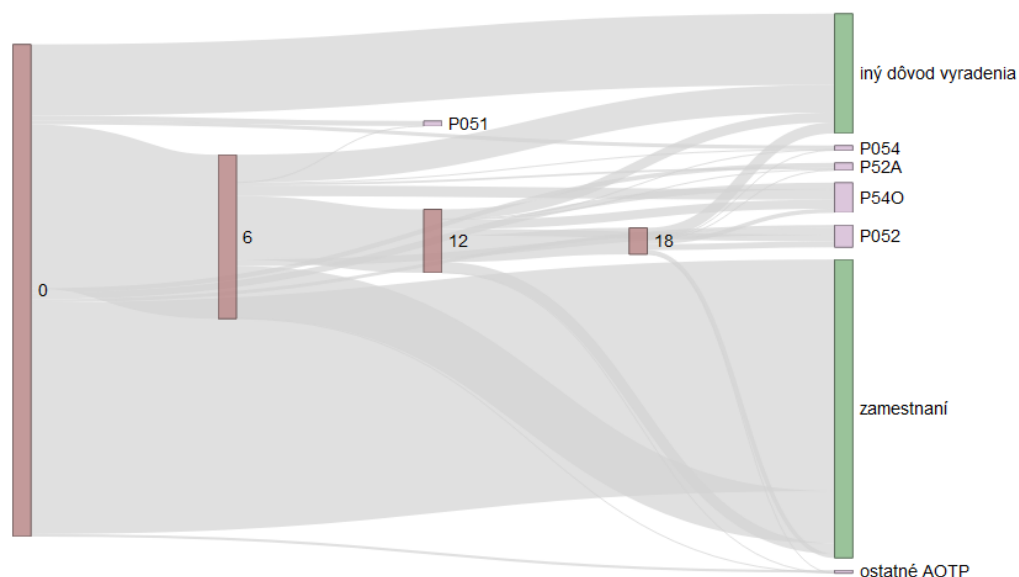 iný dôvod vyradenia
P051
P054
P52A
P54O
6
12
18
P052
0
zamestnaní
ostatné AOTP